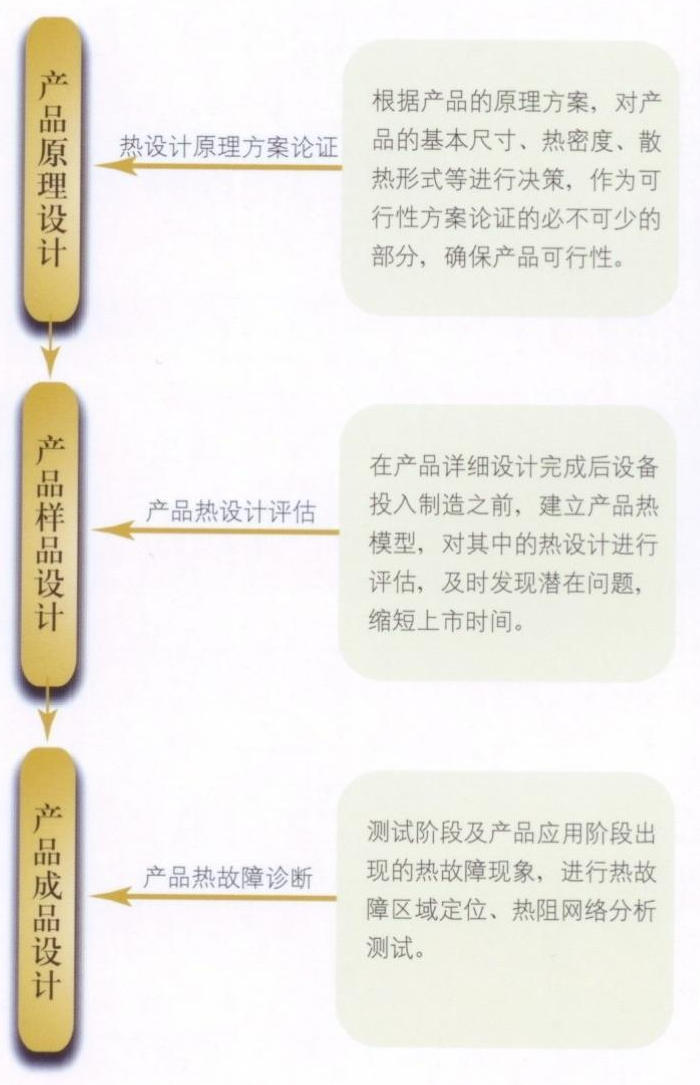 产品原理设计
热设计原理方案论证
根据产品的原理方案，对产
品的基本尺寸、热密度、散
热形式等进行决策，作为可
行性方案论证的必不可少的
部分，确保产品可行性。
产品样品设计
产品热设计评估
在产品详细设计完成后设备
投入制造之前，建立产品热
模型，对其中的热设计进行
评估，及时发现潜在问题，
缩短上市时间。
产品成品设计
产品热故障诊断
测试阶段及产品应用阶段出
现的热故障现象，进行热故
障区域定位、热阻网络分析
测试。